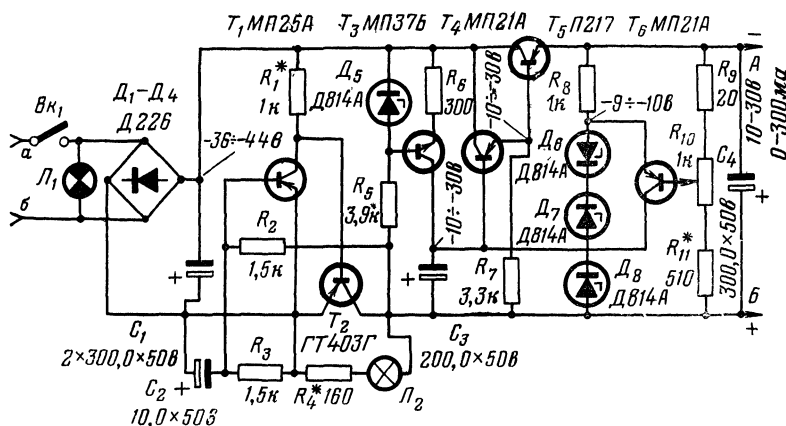 T₁ МП25А T₃ МП37Б T₄ МП21А T₅ П217 T₆ МП21А
Вк₁
Д₁–Д₄
Д226
а
б
Л₁
-36÷-44В
R₁*
1к
Д₅
Д814А
R₆
300
-10÷-30В
R₈
1к
-9÷-10В
R₉
20
А
10-30В
0-300мА
Д₆
Д814А
R₁₀
1к
C₄
R₂
1,5к
R₅
3,9к*
-10÷-30В
Д₇
Д814А
R₁₁*
510
300,0×50В
+
+
+
R₇
3,3к
Д₈
Д814А
Б
+
C₁
2×300,0×50В
T₂
ГТ403Г
C₃
200,0×50В
C₂
+
10,0×50В
R₃
1,5к
R₄*160
Л₂